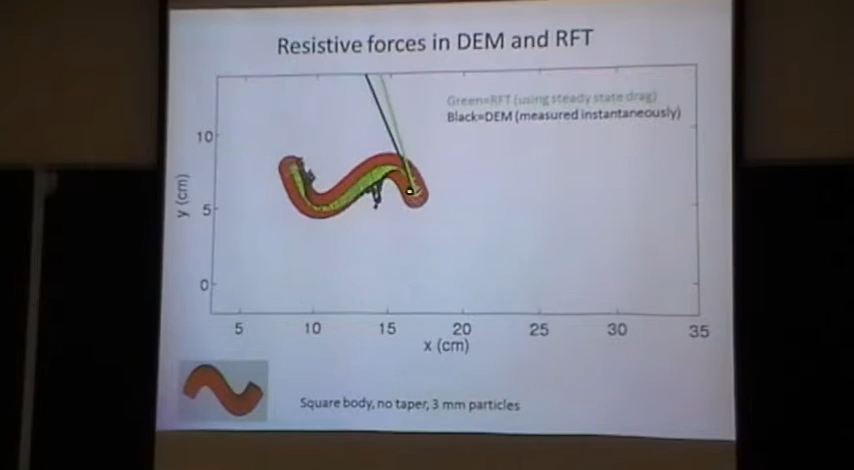 Resistive forces in DEM and RFT
Green=RFT (using steady state drag)
Black=DEM (measured instantaneously)
10
5
0
y (cm)
5 10 15 20 25 30 35
x (cm)
Square body, no taper, 3 mm particles